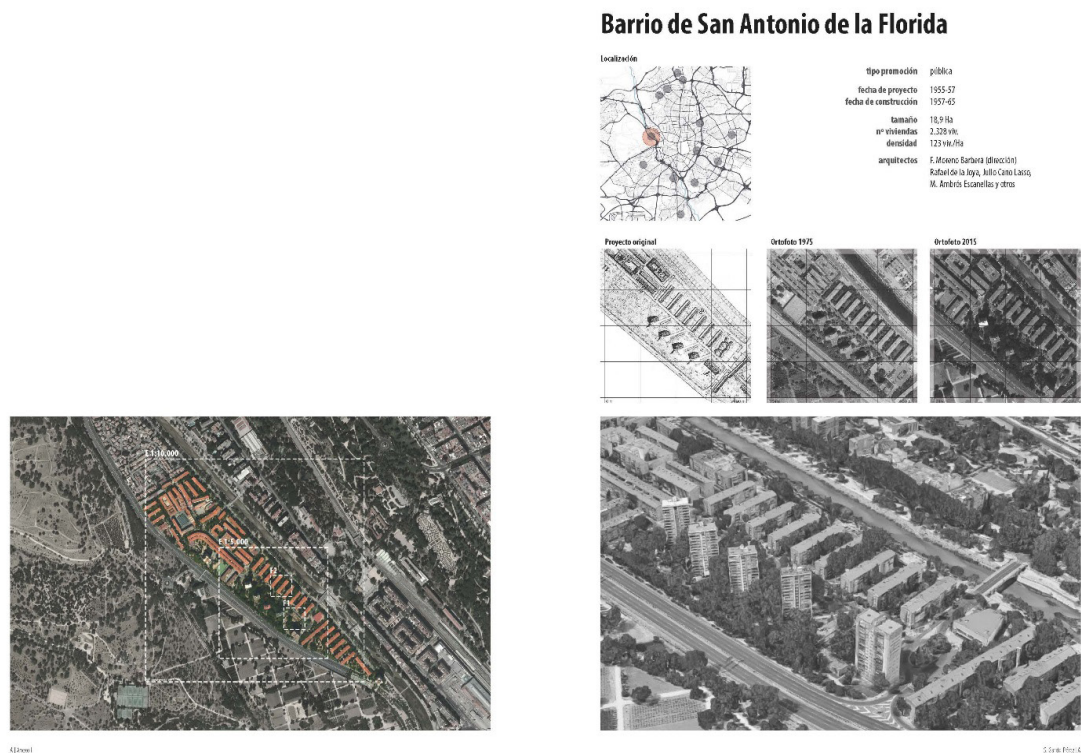 Barrio de San Antonio de la Florida
Localización
tipo promoción pública
fecha de proyecto 1955-57
fecha de construcción 1957-65
tamaño 18,9 Ha
nº viviendas 2.328 viv.
densidad 123 viv./Ha
arquitectos F. Moreno Barberá (dirección)
Rafael de la Joya, Julio Cano Lasso,
M. Ambrós Escanellas y otros
Proyecto original
Ortofoto 1975
Ortofoto 2015
E 1:10.000
E 1:5.000
F2
F1